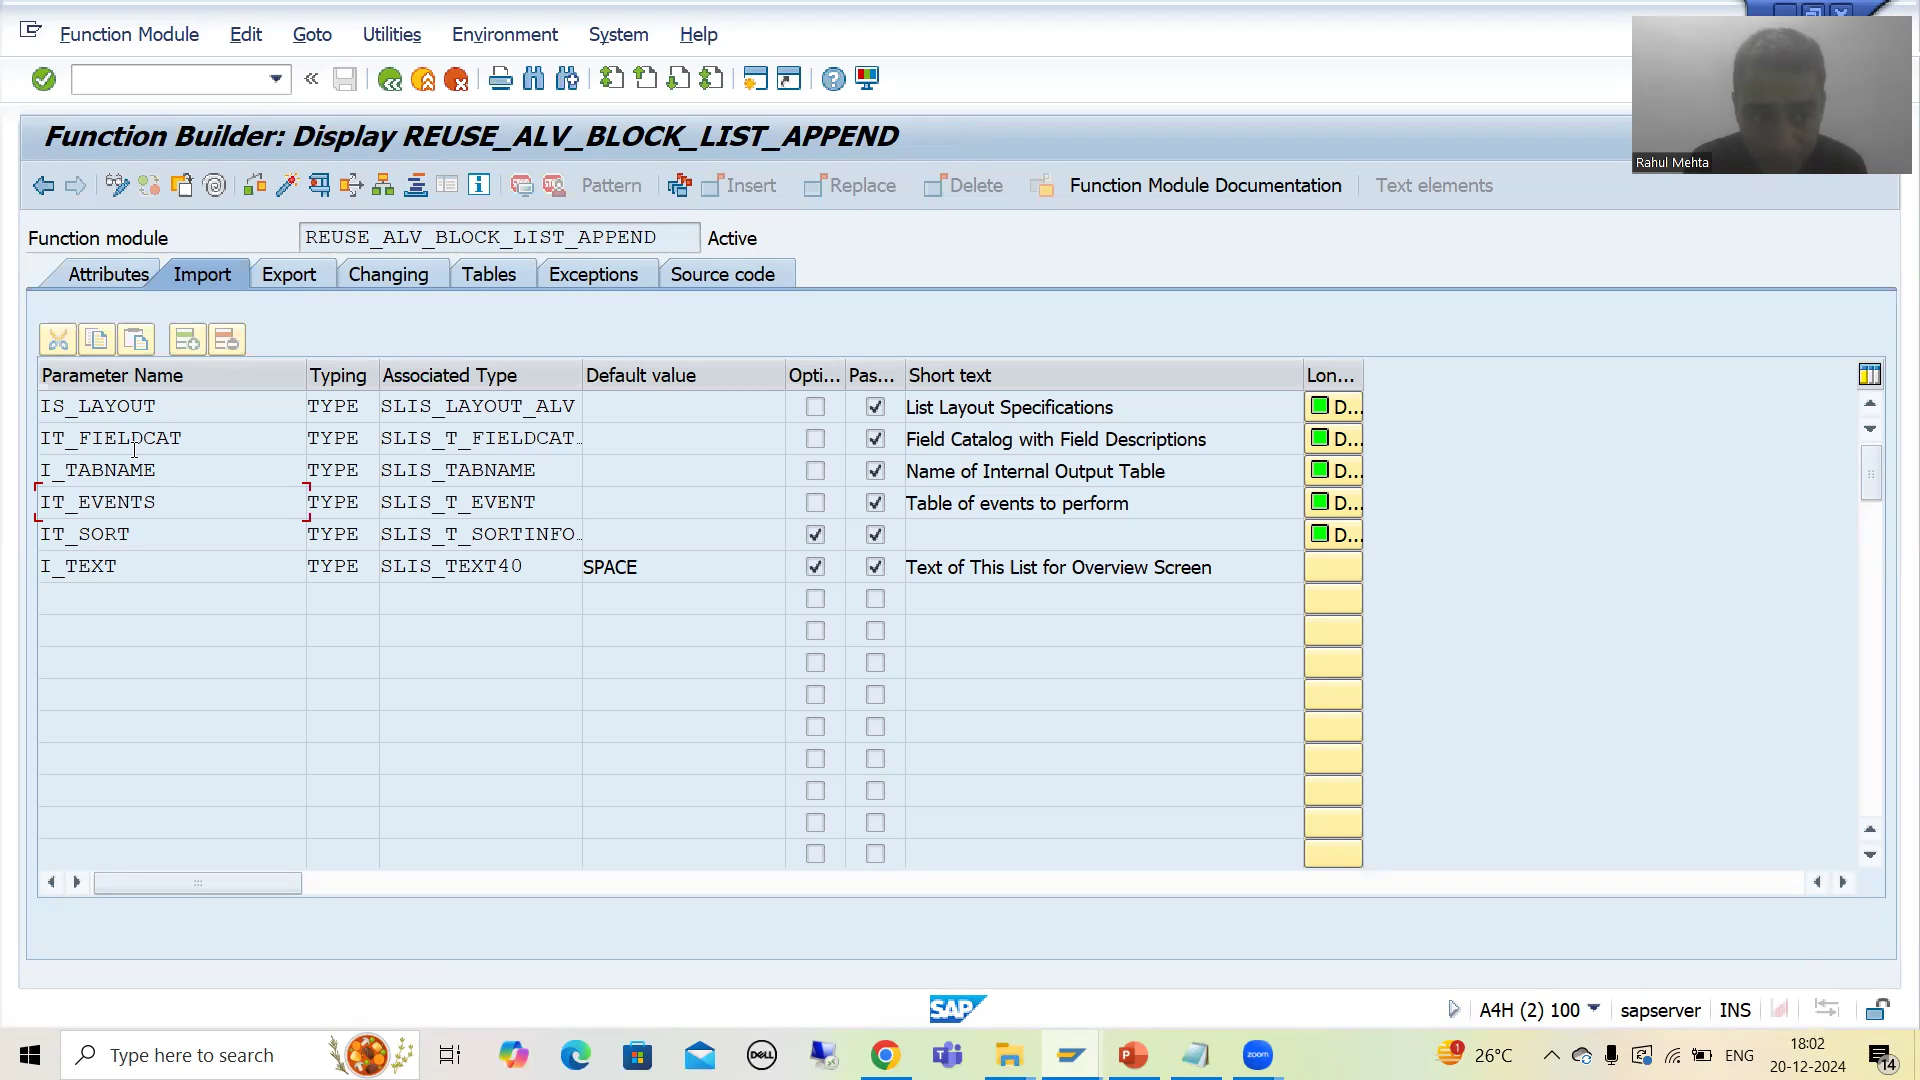 Function Module Edit Goto Utilities Environment System Help
Rahul Mehta
Function Builder: Display REUSE_ALV_BLOCK_LIST_APPEND
Pattern Insert Replace Delete Function Module Documentation Text elements
Function module REUSE_ALV_BLOCK_LIST_APPEND Active
Attributes Import Export Changing Tables Exceptions Source code
Parameter Name Typing Associated Type Default value Opti... Pas... Short text Lon...
IS_LAYOUT TYPE SLIS_LAYOUT_ALV List Layout Specifications D...
IT_FIELDCAT TYPE SLIS_T_FIELDCAT... Field Catalog with Field Descriptions D...
I_TABNAME TYPE SLIS_TABNAME Name of Internal Output Table D...
IT_EVENTS TYPE SLIS_T_EVENT Table of events to perform D...
IT_SORT TYPE SLIS_T_SORTINFO... D...
I_TEXT TYPE SLIS_TEXT40 SPACE Text of This List for Overview Screen
SAP
A4H (2) 100 sapserver INS
Type here to search DELL zoom 1 26°C ENG 18:02
20-12-2024 14